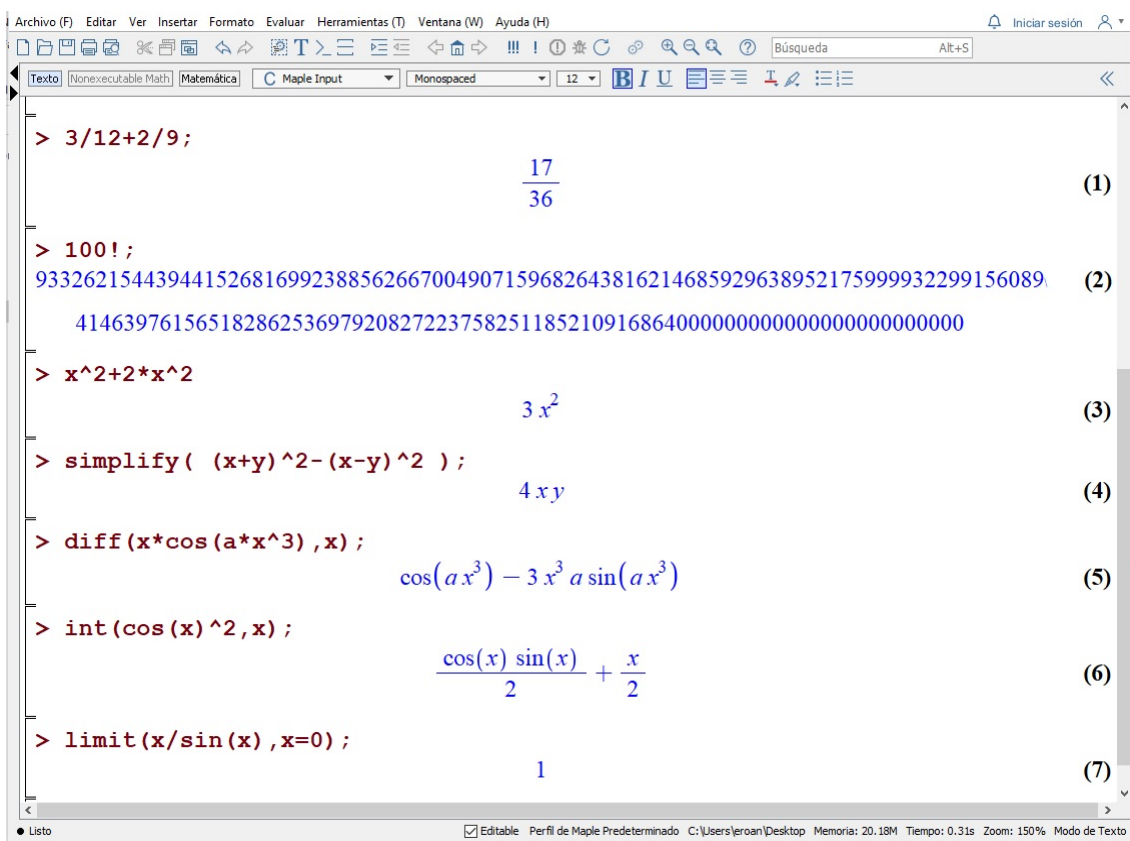 Archivo (F) Editar Ver Insertar Formato Evaluar Herramientas (T) Ventana (W) Ayuda (H) Iniciar sesión
Búsqueda Alt+S
Texto Nonexecutable Math Matemática C Maple Input Monospaced 12 B I U
> 3/12+2/9;
17
36
(1)
> 100!;
9332621544394415268169923885626670049071596826438162146859296389521759999322991560894
(2)
41463976156518286253697920827223758251185210916864000000000000000000000000
> x^2+2*x^2
3 x² (3)
> simplify( (x+y)^2-(x-y)^2 );
4 x y (4)
> diff(x*cos(a*x^3),x);
cos(a x³) − 3 x³ a sin(a x³) (5)
> int(cos(x)^2,x);
cos(x) sin(x)/2 + x/2 (6)
> limit(x/sin(x),x=0);
1 (7)
Listo Editable Perfil de Maple Predeterminado C:\Users\eroan\Desktop Memoria: 20.18M Tiempo: 0.31s Zoom: 150% Modo de Texto